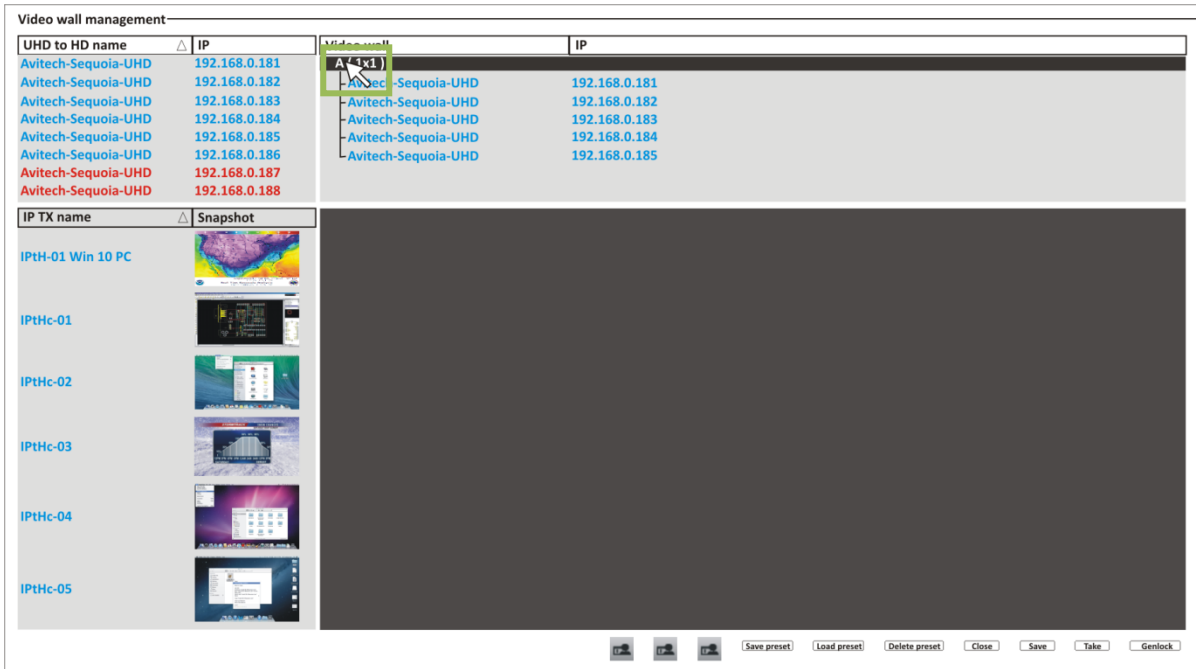 Video wall management
UHD to HD name △ IP
Avitech-Sequoia-UHD 192.168.0.181
Avitech-Sequoia-UHD 192.168.0.182
Avitech-Sequoia-UHD 192.168.0.183
Avitech-Sequoia-UHD 192.168.0.184
Avitech-Sequoia-UHD 192.168.0.185
Avitech-Sequoia-UHD 192.168.0.186
Avitech-Sequoia-UHD 192.168.0.187
Avitech-Sequoia-UHD 192.168.0.188
Video wall IP
A ( 1x1 )
Avitech-Sequoia-UHD 192.168.0.181
Avitech-Sequoia-UHD 192.168.0.182
Avitech-Sequoia-UHD 192.168.0.183
Avitech-Sequoia-UHD 192.168.0.184
Avitech-Sequoia-UHD 192.168.0.185
IP TX name △ Snapshot
IPtH-01 Win 10 PC
IPtHc-01
IPtHc-02
IPtHc-03
IPtHc-04
IPtHc-05
Save preset Load preset Delete preset Close Save Take Genlock